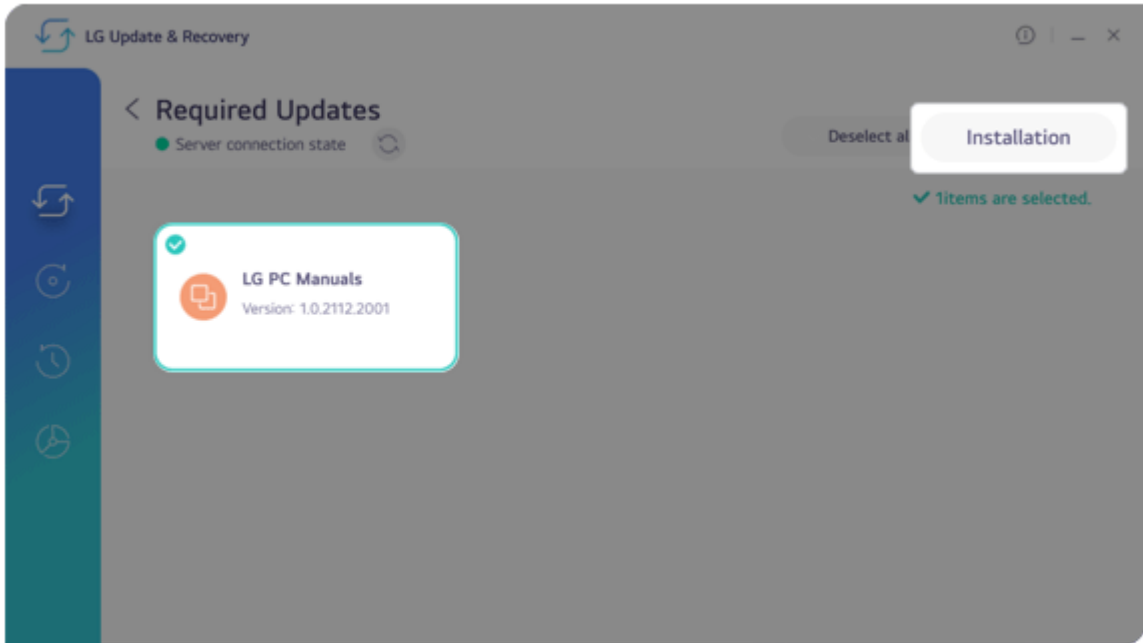 LG Update & Recovery
Required Updates
Server connection state
Deselect al
Installation
1items are selected.
LG PC Manuals
Version: 1.0.2112.2001